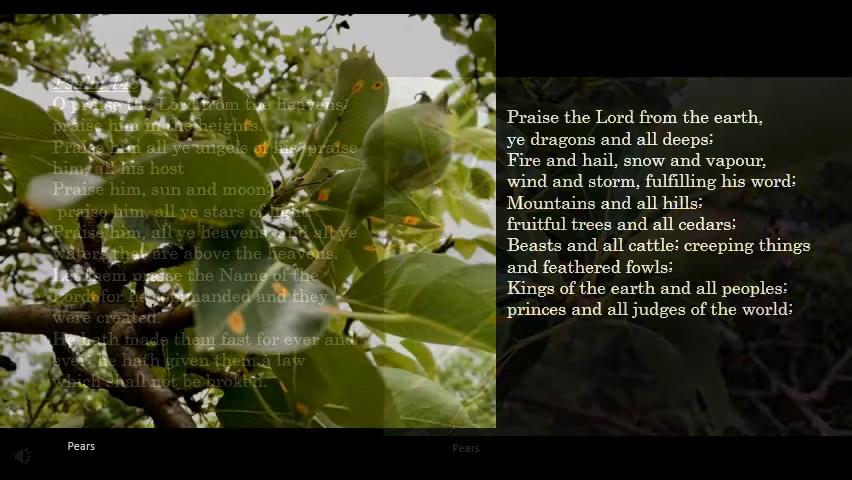 Psalm 148
O praise the Lord from the heavens;
praise him in the heights.
Praise him all ye angels of his; praise
him, all his host
Praise him, sun and moon;
praise him, all ye stars of light
Praise him, all ye heavens, and all ye
waters that are above the heavens.
Let them praise the Name of the
Lord for he commanded and they
were created
He hath made them fast for ever and
ever; he hath given them a law
which shall not be broken.
Praise the Lord from the earth,
ye dragons and all deeps;
Fire and hail, snow and vapour,
wind and storm, fulfilling his word;
Mountains and all hills;
fruitful trees and all cedars;
Beasts and all cattle; creeping things
and feathered fowls;
Kings of the earth and all peoples;
princes and all judges of the world;
Pears
Pears